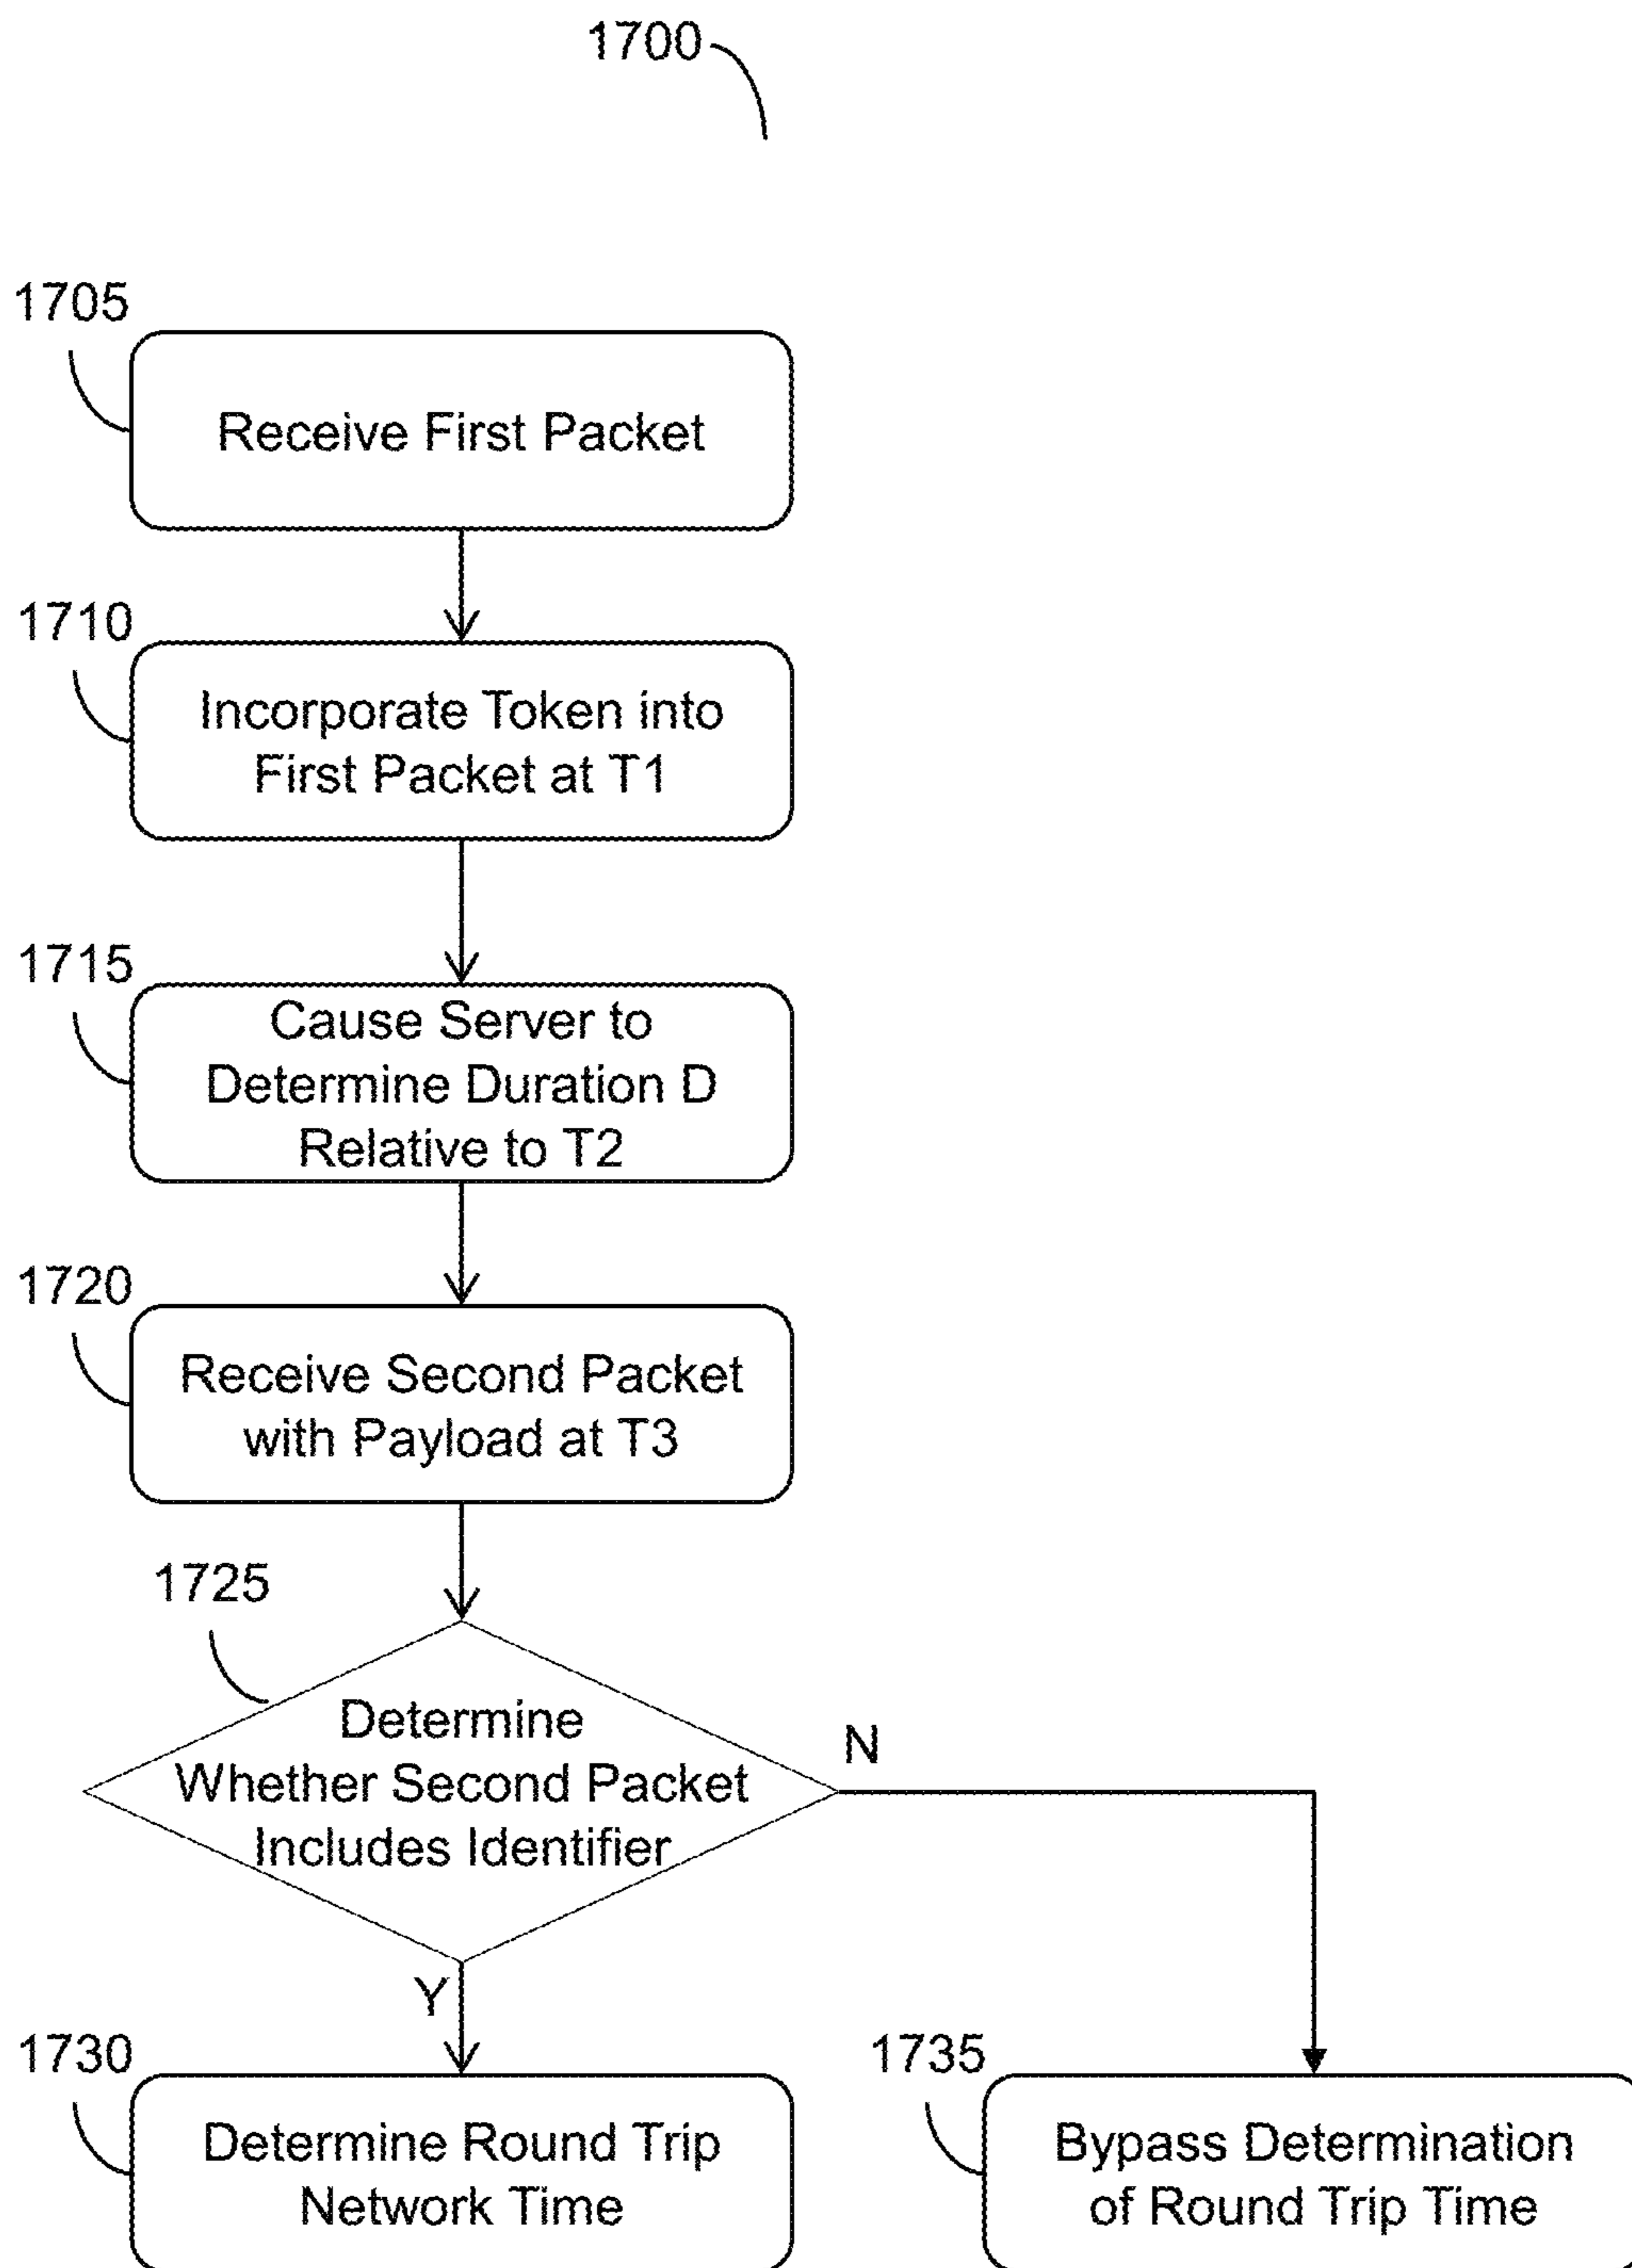 1700
1705
Receive First Packet
1710
Incorporate Token into
First Packet at T1
1715
Cause Server to
Determine Duration D
Relative to T2
1720
Receive Second Packet
with Payload at T3
1725
Determine
Whether Second Packet
Includes Identifier
N
Y
1730
Determine Round Trip
Network Time
1735
Bypass Determination
of Round Trip Time